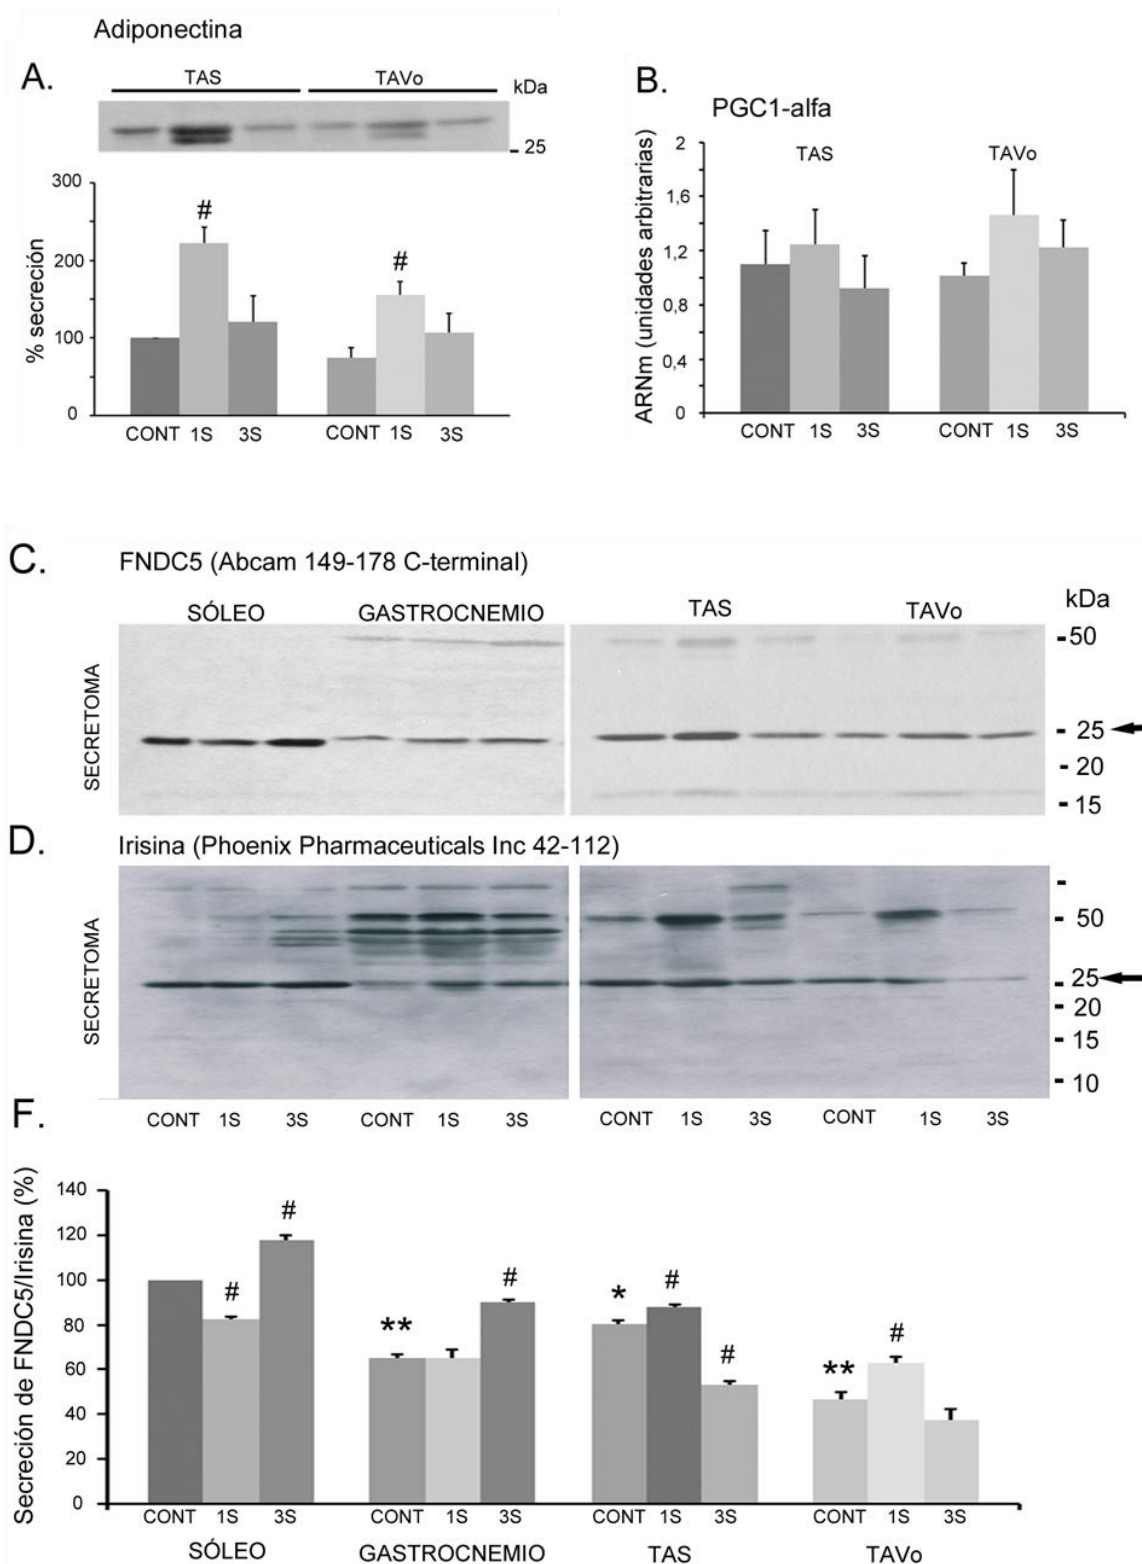 Adiponectina
A.
TAS TAVo kDa
25
% secreción
300
200
100
0
#
#
CONT 1S 3S CONT 1S 3S
B.
PGC1-alfa
ARNm (unidades arbitrarias)
2
1,6
1,2
0,8
0,4
0
TAS TAVo
CONT 1S 3S CONT 1S 3S
C.
FNDC5 (Abcam 149-178 C-terminal)
SÓLEO GASTROCNEMIO TAS TAVo kDa
SECRETOMA
50
25
20
15
D.
Irisina (Phoenix Pharmaceuticals Inc 42-112)
SECRETOMA
50
25
20
15
10
CONT 1S 3S CONT 1S 3S CONT 1S 3S CONT 1S 3S
F.
Secreción de FNDC5/Irisina (%)
140
120
100
80
60
40
20
0
# # ** # * # # ** #
CONT 1S 3S CONT 1S 3S CONT 1S 3S CONT 1S 3S
SÓLEO GASTROCNEMIO TAS TAVo